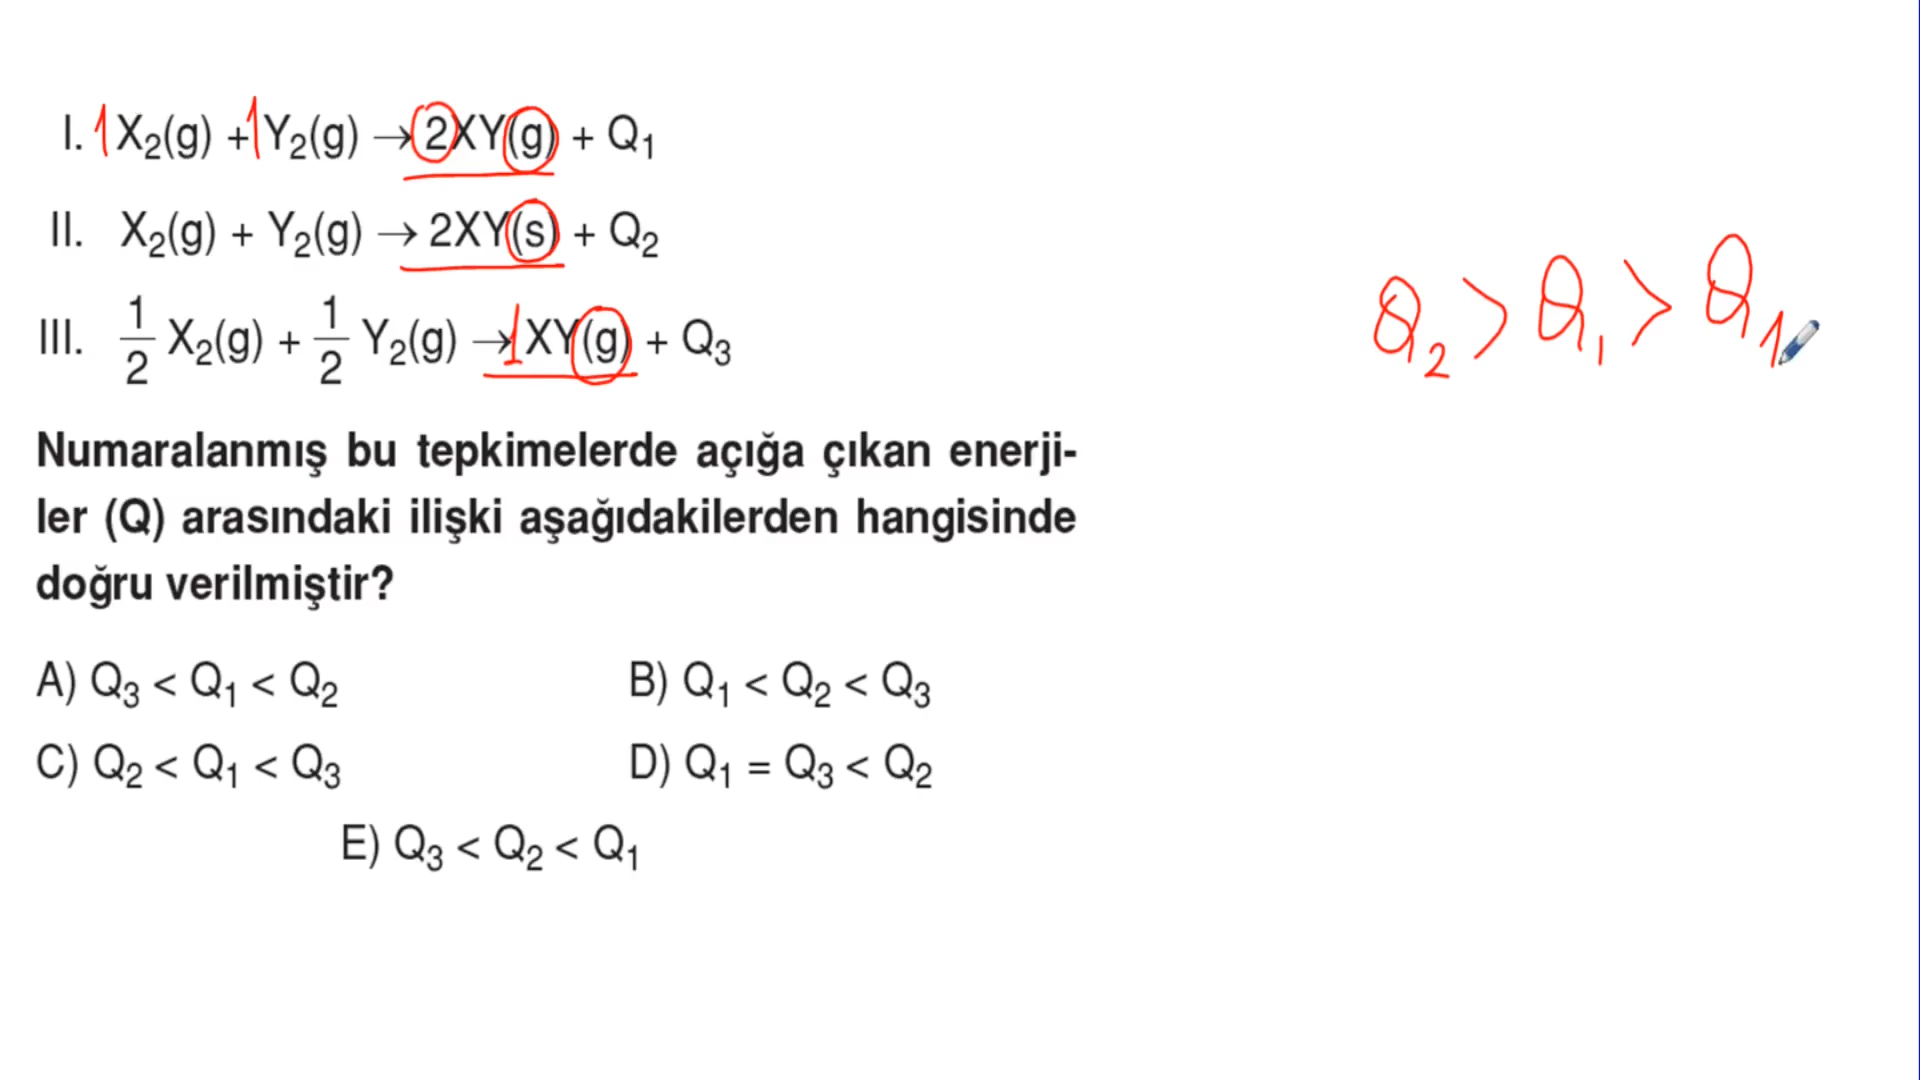 I. 1 X₂(g) + 1 Y₂(g) → 2XY(g) + Q₁
II. X₂(g) + Y₂(g) → 2XY(s) + Q₂
III. 1/2 X₂(g) + 1/2 Y₂(g) → 1 XY(g) + Q₃
Q₂ > Q₁ > Q₁
Numaralanmış bu tepkimelerde açığa çıkan enerji-
ler (Q) arasındaki ilişki aşağıdakilerden hangisinde
doğru verilmiştir?
A) Q₃ < Q₁ < Q₂ B) Q₁ < Q₂ < Q₃
C) Q₂ < Q₁ < Q₃ D) Q₁ = Q₃ < Q₂
E) Q₃ < Q₂ < Q₁